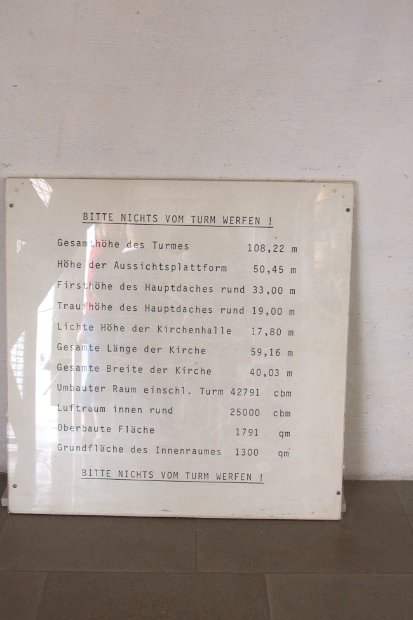 BITTE NICHTS VOM TURM WERFEN !
Gesamthöhe des Turmes 108,22 m
Höhe der Aussichtsplattform 50,45 m
Firsthöhe des Hauptdaches rund 33,00 m
Traufhöhe des Hauptdaches rund 19,00 m
Lichte Höhe der Kirchenhalle 17,80 m
Gesamte Länge der Kirche 59,16 m
Gesamte Breite der Kirche 40,03 m
Umbauter Raum einschl. Turm 42791 cbm
Luftraum innen rund 25000 cbm
Überbaute Fläche 1791 qm
Grundfläche des Innenraumes 1300 qm
BITTE NICHTS VOM TURM WERFEN !